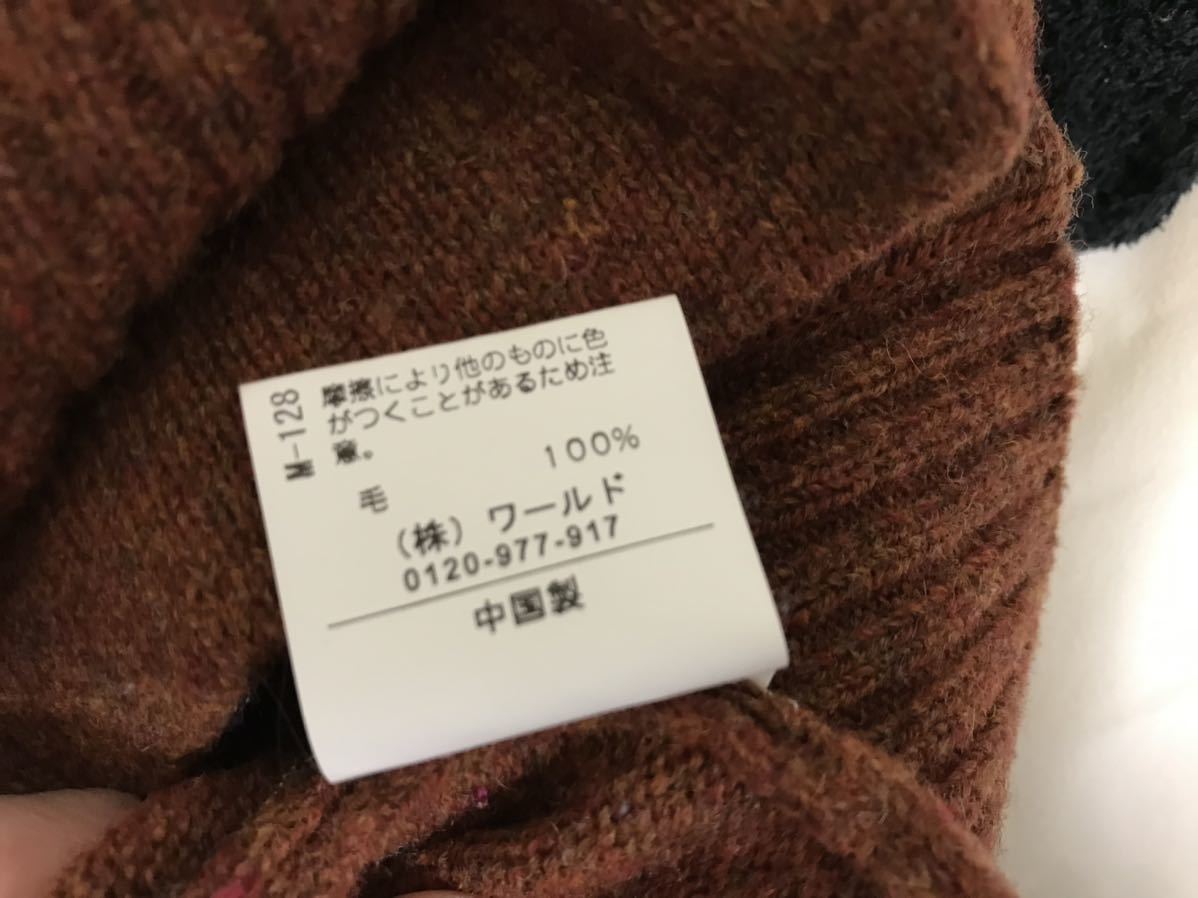 M-128
摩擦により他のものに色
がつくことがあるため注
意。
毛 100%
(株) ワールド
0120-977-917
中国製